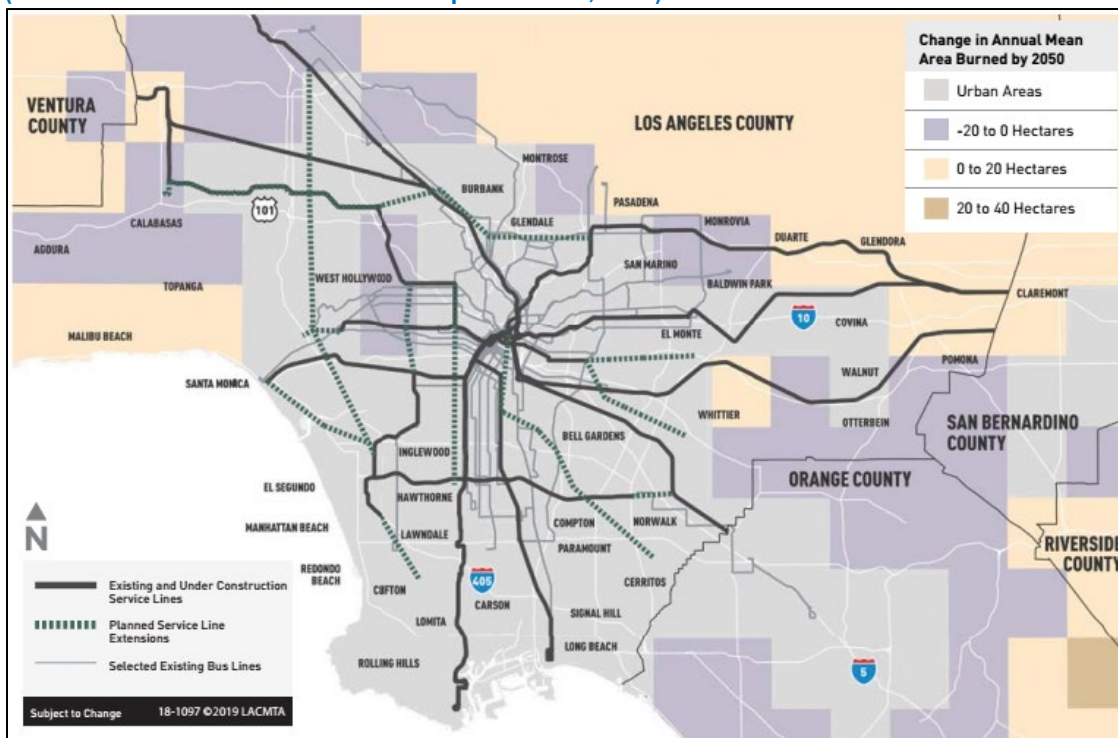 Change in Annual Mean
Area Burned by 2050
Urban Areas
-20 to 0 Hectares
0 to 20 Hectares
20 to 40 Hectares
VENTURA
COUNTY
LOS ANGELES COUNTY
MONTROSE
BURBANK
PASADENA
101
GLENDALE
MONROVIA
CALABASAS
DUARTE
GLENDORA
AGOURA
SAN MARINO
WEST HOLLYWOOD
BALDWIN PARK
TOPANGA
CLAREMONT
10
COVINA
MALIBU BEACH
EL MONTE
POMONA
WALNUT
SANTA MONICA
WHITTIER
OTTERBEIN
SAN BERNARDINO
COUNTY
BELL GARDENS
INGLEWOOD
ORANGE COUNTY
EL SEGUNDO
HAWTHORNE
N
MANHATTAN BEACH
LAWNDALE
COMPTON
NORWALK
PARAMOUNT
RIVERSIDE
COUNTY
REDONDO
BEACH
CERRITOS
405
CARSON
SIGNAL HILL
LOMITA
LONG BEACH
ROLLING HILLS
5
Existing and Under Construction
Service Lines
Planned Service Line
Extensions
Selected Existing Bus Lines
Subject to Change
18-1097 ©2019 LACMTA